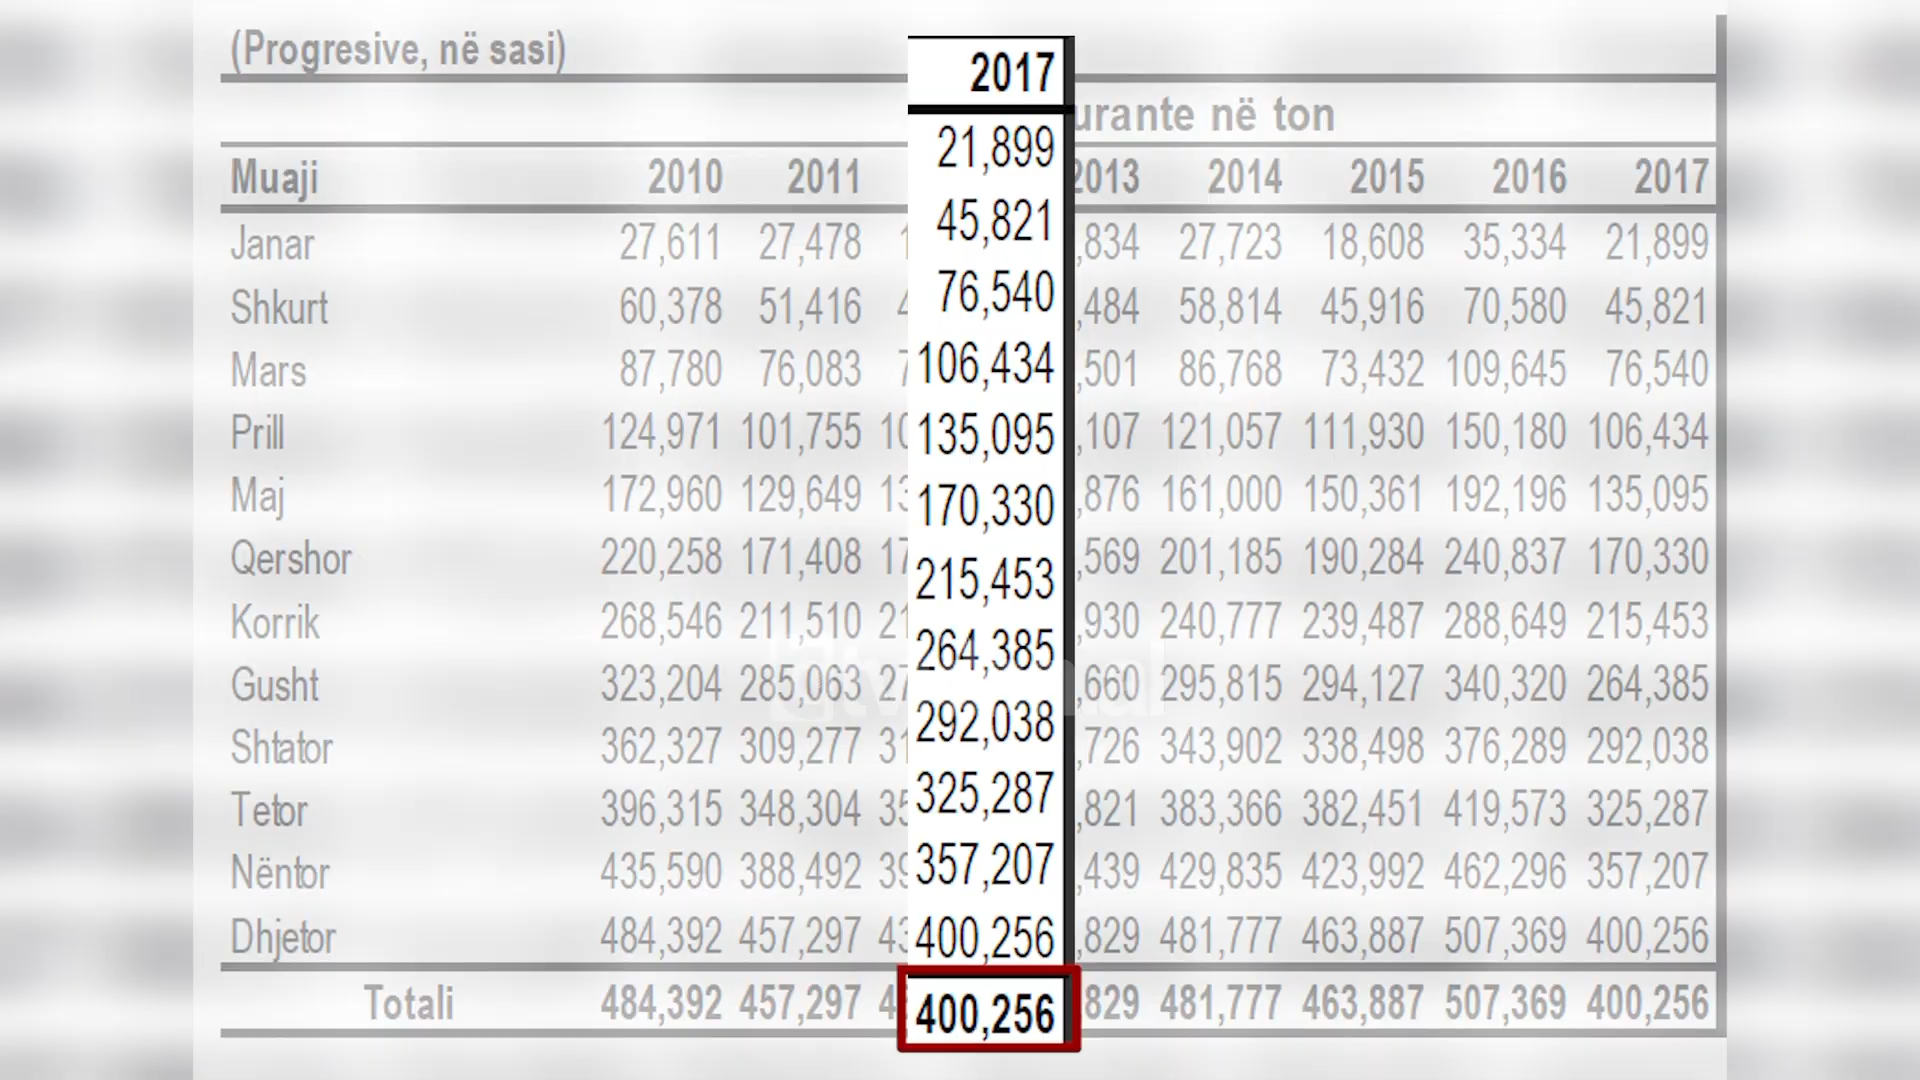 (Progresive, në sasi)
2017
urante në ton
Muaji 2010 2011 2013 2014 2015 2016 2017
Janar 27,611 27,478 ,834 27,723 18,608 35,334 21,899
Shkurt 60,378 51,416 ,484 58,814 45,916 70,580 45,821
Mars 87,780 76,083 ,501 86,768 73,432 109,645 76,540
Prill 124,971 101,755 10 ,107 121,057 111,930 150,180 106,434
Maj 172,960 129,649 13 ,876 161,000 150,361 192,196 135,095
Qershor 220,258 171,408 17 ,569 201,185 190,284 240,837 170,330
Korrik 268,546 211,510 21 ,930 240,777 239,487 288,649 215,453
Gusht 323,204 285,063 27 ,660 295,815 294,127 340,320 264,385
Shtator 362,327 309,277 31 ,726 343,902 338,498 376,289 292,038
Tetor 396,315 348,304 35 ,821 383,366 382,451 419,573 325,287
Nëntor 435,590 388,492 39 ,439 429,835 423,992 462,296 357,207
Dhjetor 484,392 457,297 43 ,829 481,777 463,887 507,369 400,256
Totali 484,392 457,297 4 829 481,777 463,887 507,369 400,256
21,899
45,821
76,540
106,434
135,095
170,330
215,453
264,385
292,038
325,287
357,207
400,256
400,256